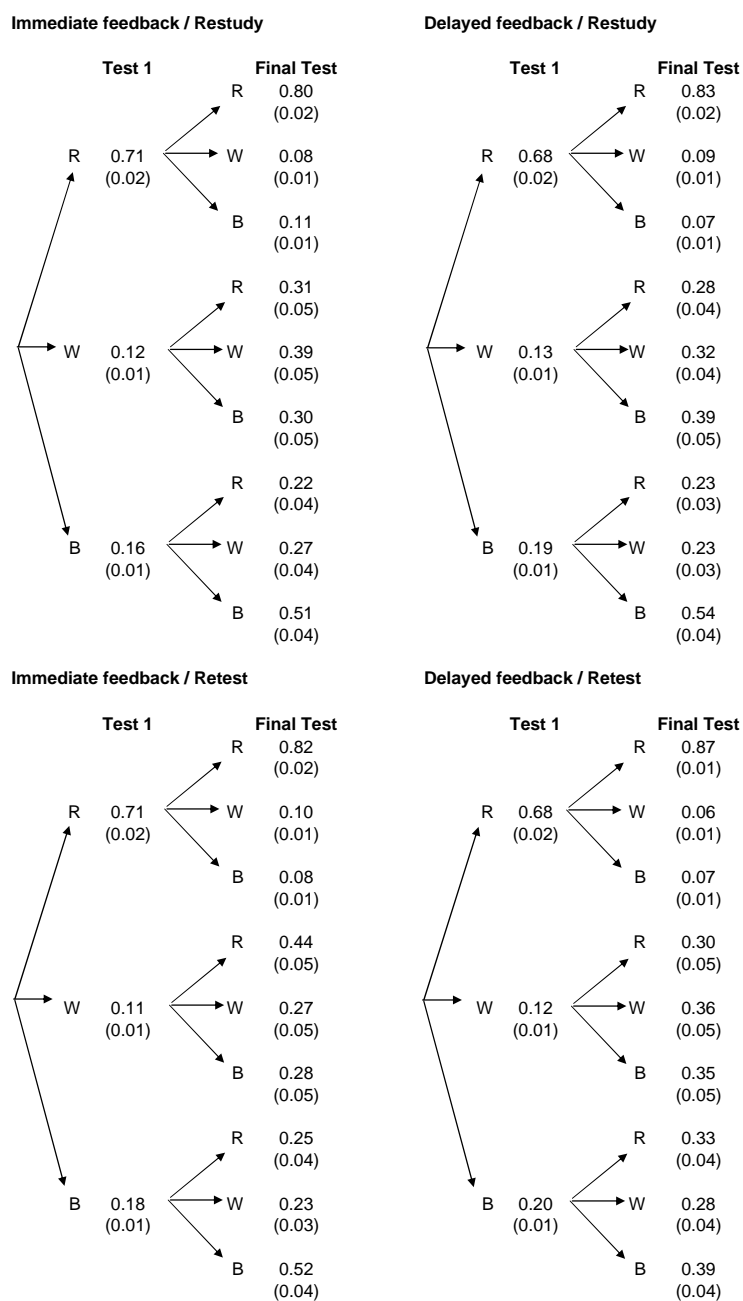 Immediate feedback / Restudy Delayed feedback / Restudy
Test 1 Final Test Test 1 Final Test
R 0.80 R 0.83
(0.02) (0.02)
R 0.71 W 0.08 R 0.68 W 0.09
(0.02) (0.01) (0.02) (0.01)
B 0.11 B 0.07
(0.01) (0.01)
R 0.31 R 0.28
(0.05) (0.04)
W 0.12 W 0.39 W 0.13 W 0.32
(0.01) (0.05) (0.01) (0.04)
B 0.30 B 0.39
(0.05) (0.05)
R 0.22 R 0.23
(0.04) (0.03)
B 0.16 W 0.27 B 0.19 W 0.23
(0.01) (0.04) (0.01) (0.03)
B 0.51 B 0.54
(0.04) (0.04)
Immediate feedback / Retest Delayed feedback / Retest
Test 1 Final Test Test 1 Final Test
R 0.82 R 0.87
(0.02) (0.01)
R 0.71 W 0.10 R 0.68 W 0.06
(0.02) (0.01) (0.02) (0.01)
B 0.08 B 0.07
(0.01) (0.01)
R 0.44 R 0.30
(0.05) (0.05)
W 0.11 W 0.27 W 0.12 W 0.36
(0.01) (0.05) (0.01) (0.05)
B 0.28 B 0.35
(0.05) (0.05)
R 0.25 R 0.33
(0.04) (0.04)
B 0.18 W 0.23 B 0.20 W 0.28
(0.01) (0.03) (0.01) (0.04)
B 0.52 B 0.39
(0.04) (0.04)